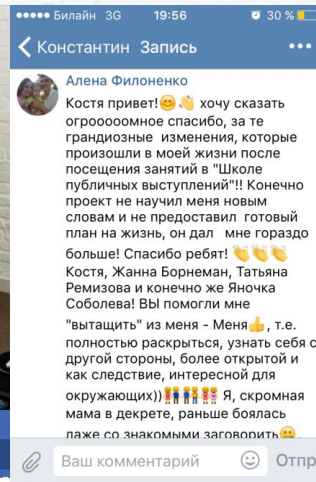 Билайн 3G 19:56 30 %
Константин Запись
Алена Филоненко
Костя привет!😊👋 хочу сказать
огрооооомное спасибо, за те
грандиозные изменения, которые
произошли в моей жизни после
посещения занятий в "Школе
публичных выступлений"!! Конечно
проект не научил меня новым
словам и не предоставил готовый
план на жизнь, он дал мне гораздо
больше! Спасибо ребят! 👏👏👏
Костя, Жанна Борнеман, Татьяна
Ремизова и конечно же Яночка
Соболева! ВЫ помогли мне
"вытащить" из меня - Меня👍, т.е.
полностью раскрыться, узнать себя с
другой стороны, более открытой и
как следствие, интересной для
окружающих))👫👬👫👭 Я, скромная
мама в декрете, раньше боялась
даже со знакомыми заговорить
Ваш комментарий Отпр